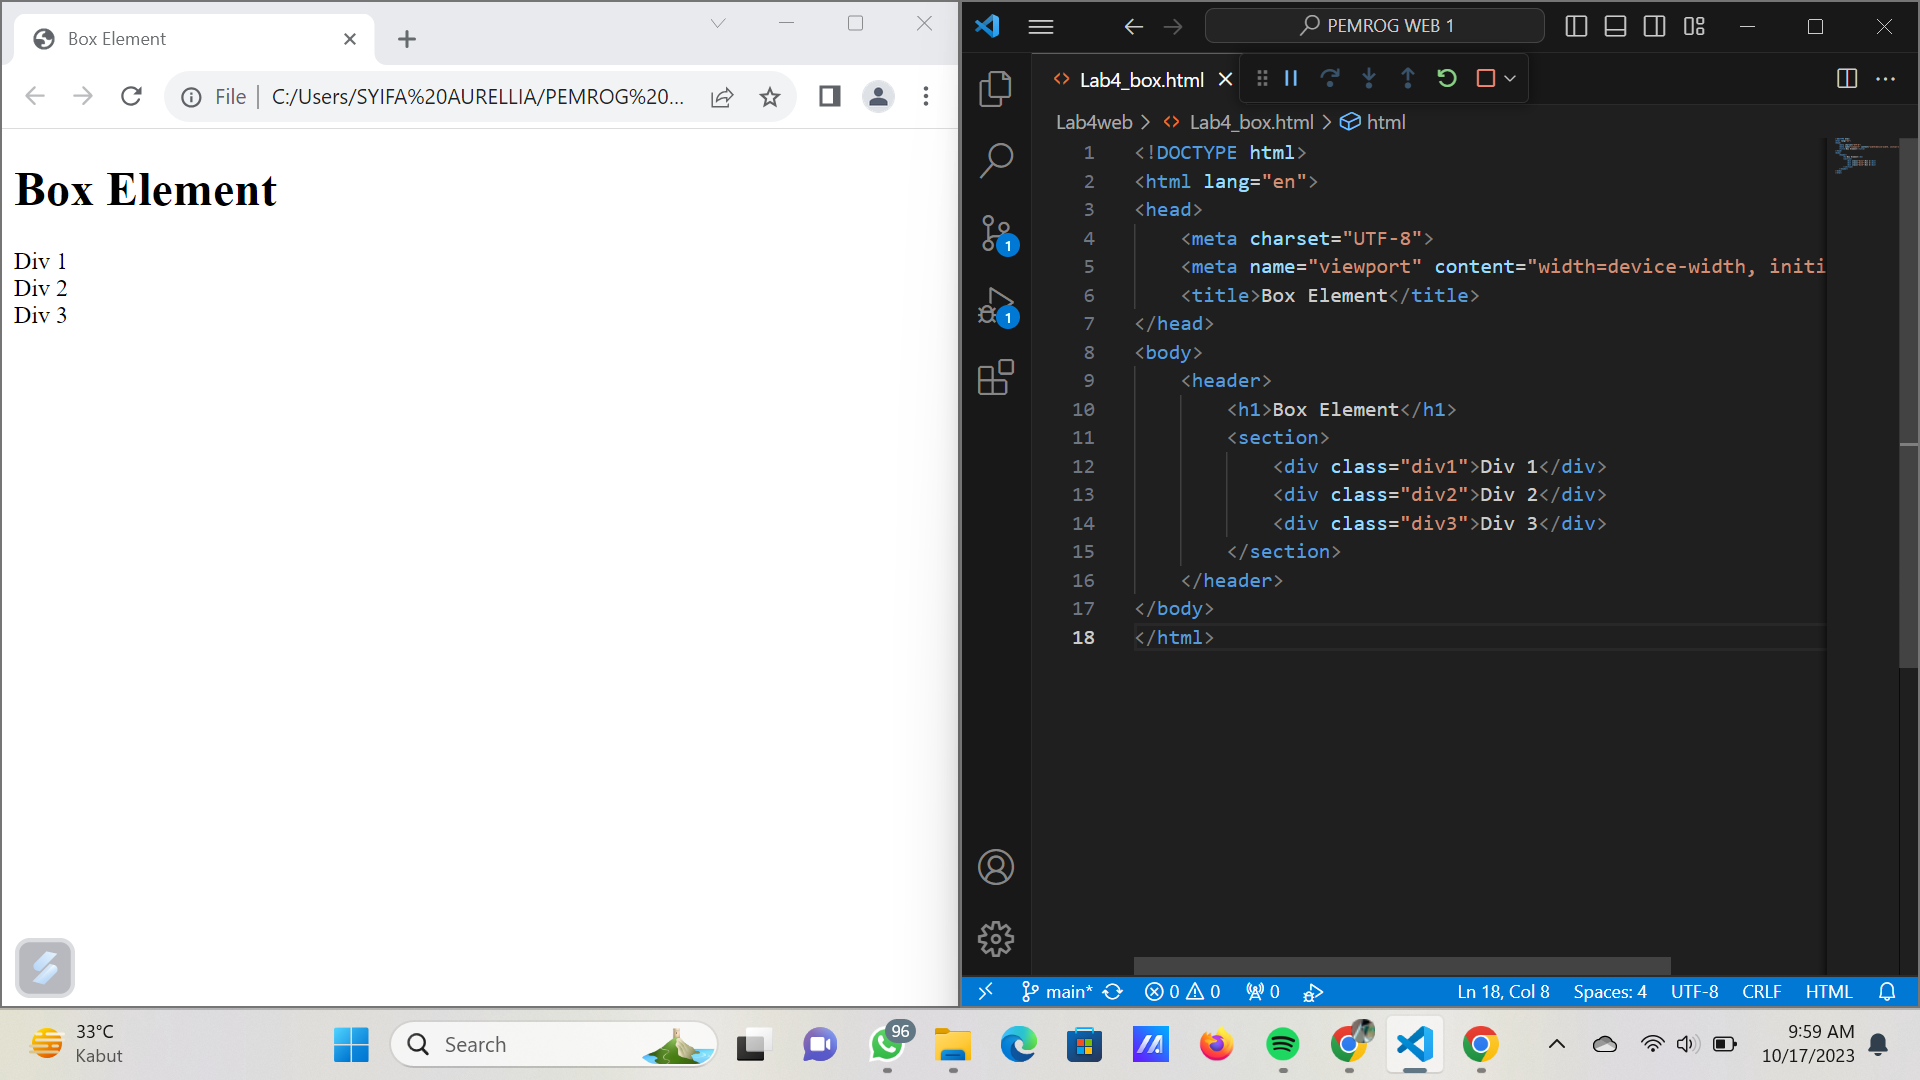 Box Element
File
C:/Users/SYIFA%20AURELLIA/PEMROG%20...
Box Element
Div 1
Div 2
Div 3
PEMROG WEB 1
Lab4_box.html
Lab4web > Lab4_box.html > html
1 <!DOCTYPE html>
2 <html lang="en">
3 <head>
4 <meta charset="UTF-8">
5 <meta name="viewport" content="width=device-width, initi
6 <title>Box Element</title>
7 </head>
8 <body>
9 <header>
10 <h1>Box Element</h1>
11 <section>
12 <div class="div1">Div 1</div>
13 <div class="div2">Div 2</div>
14 <div class="div3">Div 3</div>
15 </section>
16 </header>
17 </body>
18 </html>
1
1
main* 0 0 0 Ln 18, Col 8 Spaces: 4 UTF-8 CRLF HTML
33°C
Kabut
Search
96
9:59 AM
10/17/2023